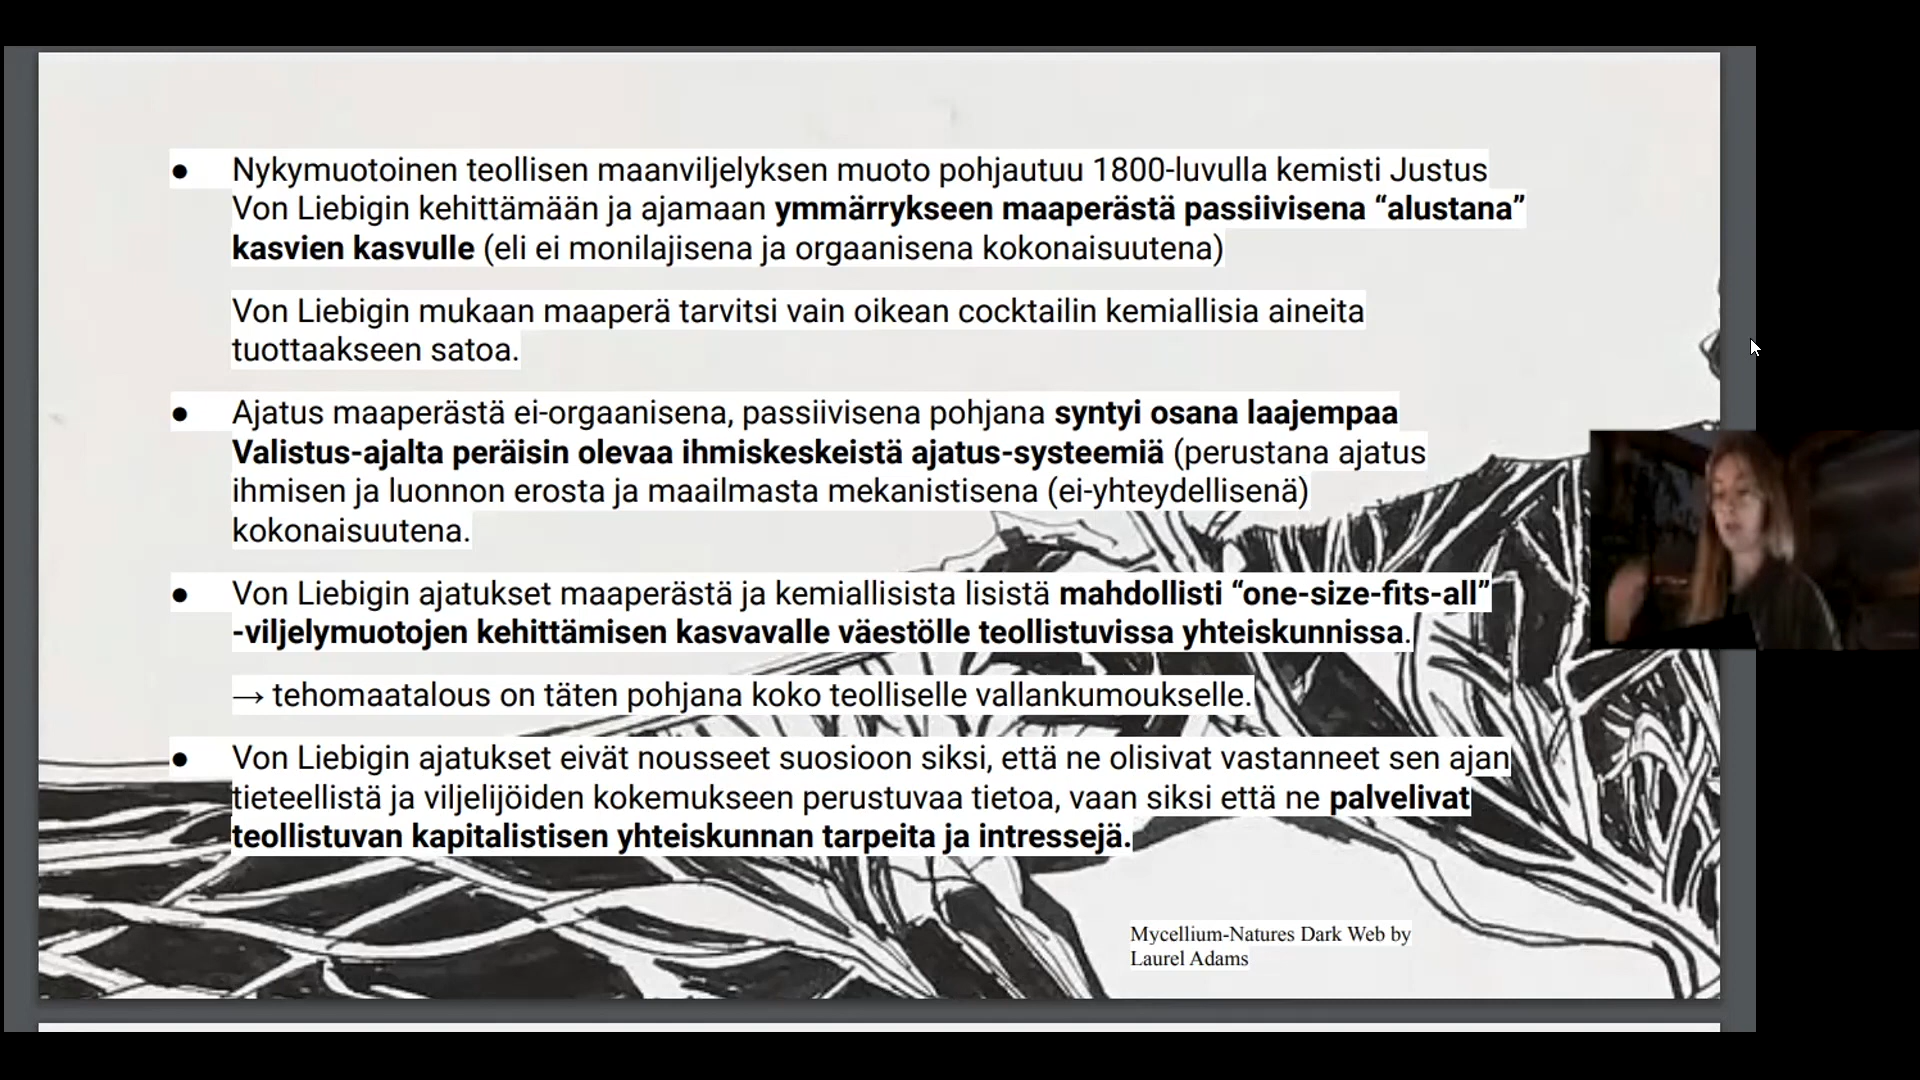 ● Nykymuotoinen teollisen maanviljelyksen muoto pohjautuu 1800-luvulla kemisti Justus
Von Liebigin kehittämään ja ajamaan ymmärrykseen maaperästä passiivisena “alustana”
kasvien kasvulle (eli ei monilajisena ja orgaanisena kokonaisuutena)
Von Liebigin mukaan maaperä tarvitsi vain oikean cocktailin kemiallisia aineita
tuottaakseen satoa.
● Ajatus maaperästä ei-orgaanisena, passiivisena pohjana syntyi osana laajempaa
Valistus-ajalta peräisin olevaa ihmiskeskeistä ajatus-systeemiä (perustana ajatus
ihmisen ja luonnon erosta ja maailmasta mekanistisena (ei-yhteydellisenä)
kokonaisuutena.
● Von Liebigin ajatukset maaperästä ja kemiallisista lisistä mahdollisti “one-size-fits-all”
-viljelymuotojen kehittämisen kasvavalle väestölle teollistuvissa yhteiskunnissa.
→ tehomaatalous on täten pohjana koko teolliselle vallankumoukselle.
● Von Liebigin ajatukset eivät nousseet suosioon siksi, että ne olisivat vastanneet sen ajan
tieteellistä ja viljelijöiden kokemukseen perustuvaa tietoa, vaan siksi että ne palvelivat
teollistuvan kapitalistisen yhteiskunnan tarpeita ja intressejä.
Mycellium-Natures Dark Web by
Laurel Adams